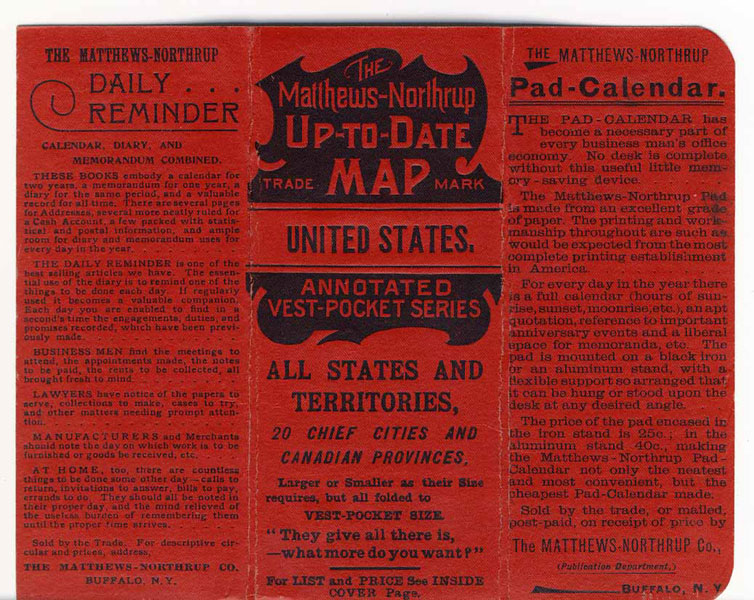 THE MATTHEWS-NORTHRUP
DAILY . . .
REMINDER
CALENDAR, DIARY, AND
MEMORANDUM COMBINED.
THESE BOOKS embody a calendar for
two years, a memorandum for one year, a
diary for the same period, and a valuable
record for all time. There are several pages
for Addresses, several more neatly ruled for
a Cash Account, a few packed with statis-
tical and postal information, and ample
room for diary and memorandum uses for
every day in the year,
THE DAILY REMINDER is one of the
best selling articles we have. The essen-
tial use of the diary is to remind one of the
things to be done each day. If regularly
used it becomes a valuable companion.
Each day you are enabled to find in a
second's time the engagements, duties, and
promises recorded, which have been previ-
ously made.
BUSINESS MEN find the meetings to
attend, the appointments made, the notes
to be paid, the rents to be collected, all
brought fresh to mind.
LAWYERS have notice of the papers to
serve, collections to make, cases to try,
and other matters needing prompt atten-
tion.
MANUFACTURERS and Merchants
should note the day on which work is to be
furnished or goods be received, etc.
AT HOME, too, there are countless
things to be done some other day—calls to
return, invitations to answer, bills to pay,
errands to do. They should all be noted in
their proper day, and the mind relieved of
the useless burden of remembering them
until the proper time arrives.
Sold by the Trade. For descriptive cir-
cular and prices, address,
THE MATTHEWS-NORTHRUP CO.
BUFFALO, N.Y.
THE
Matthews-Northrup
UP-TO-DATE
TRADE MAP MARK
UNITED STATES.
ANNOTATED
VEST-POCKET SERIES
ALL STATES AND
TERRITORIES,
20 CHIEF CITIES AND
CANADIAN PROVINCES,
Larger or Smaller as their Size
requires, but all folded to
VEST-POCKET SIZE.
"They give all there is,
—what more do you want?"
For LIST and PRICE See INSIDE
COVER Page.
THE MATTHEWS-NORTHRUP
Pad-Calendar.
THE PAD-CALENDAR has
become a necessary part of
every business man's office
economy. No desk is complete
without this useful little mem-
ory-saving device.
The Matthews-Northrup Pad
is made from an excellent grade
of paper. The printing and work-
manship throughout are such as
would be expected from the most
complete printing establishment
in America.
For every day in the year there
is a full calendar (hours of sun-
rise, sunset, moonrise, etc.), an apt
quotation, reference to important
anniversary events and a liberal
space for memoranda, etc. The
pad is mounted on a black iron
or an aluminum stand, with a
flexible support so arranged that
it can be hung or stood upon the
desk at any desired angle.
The price of the pad encased in
the iron stand is 25c.; in the
aluminum stand 40c., making
the Matthews-Northrup Pad-
Calendar not only the neatest
and most convenient, but the
cheapest Pad-Calendar made.
Sold by the trade, or mailed,
post-paid, on receipt of price by
The MATTHEWS-NORTHRUP Co.,
(Publication Department,)
BUFFALO, N. Y